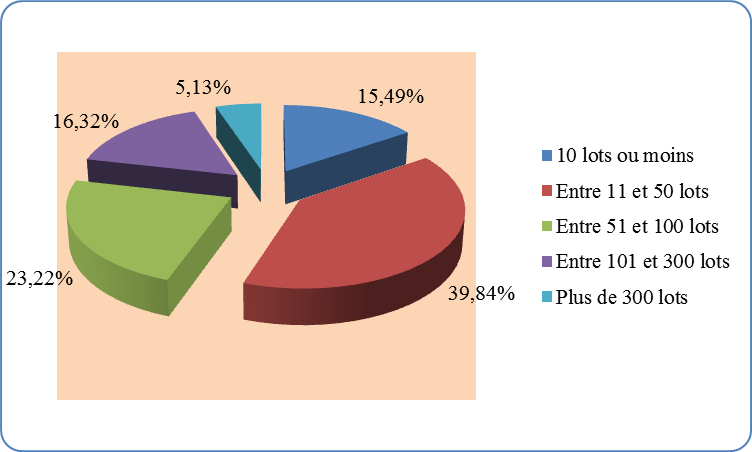 5,13%
15,49%
16,32%
23,22%
39,84%
10 lots ou moins
Entre 11 et 50 lots
Entre 51 et 100 lots
Entre 101 et 300 lots
Plus de 300 lots